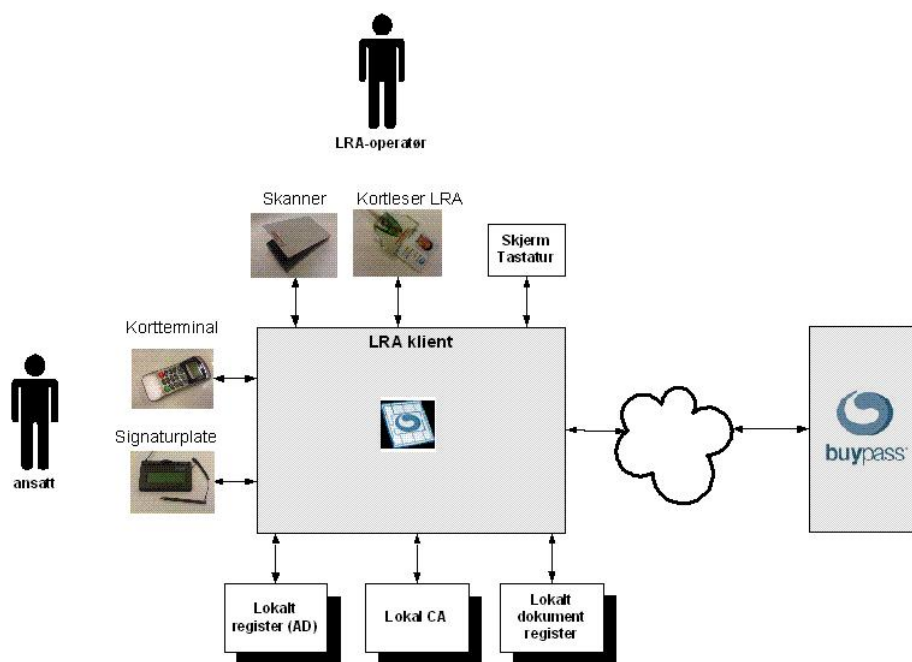 LRA-operatør
Skanner
Kortleser LRA
Skjerm
Tastatur
Kortterminal
LRA klient
Signaturplate
ansatt
buypass
Lokalt
register (AD)
Lokal CA
Lokalt
dokument
register